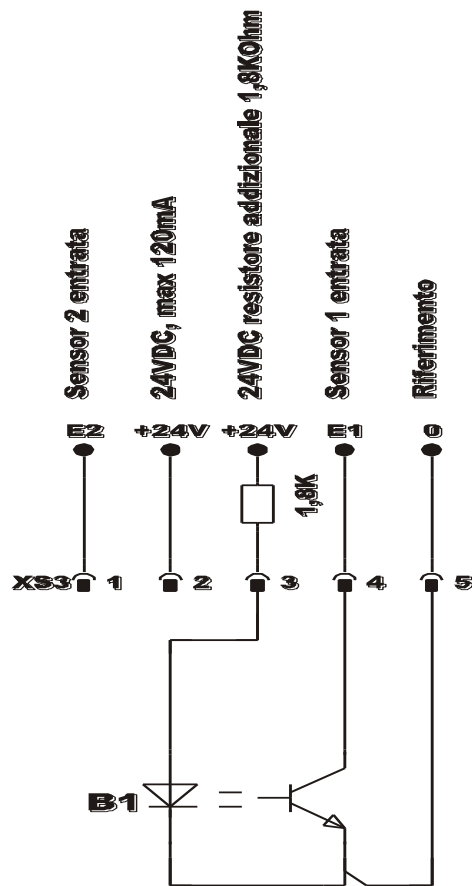 Sensor 2 entrata
24VDC, max 120mA
24VDC resistore addizionale 1,8KOhm
Sensor 1 entrata
Riferimento
E2 +24V +24V E1 0
1,8K
XS3 1 2 3 4 5
B1